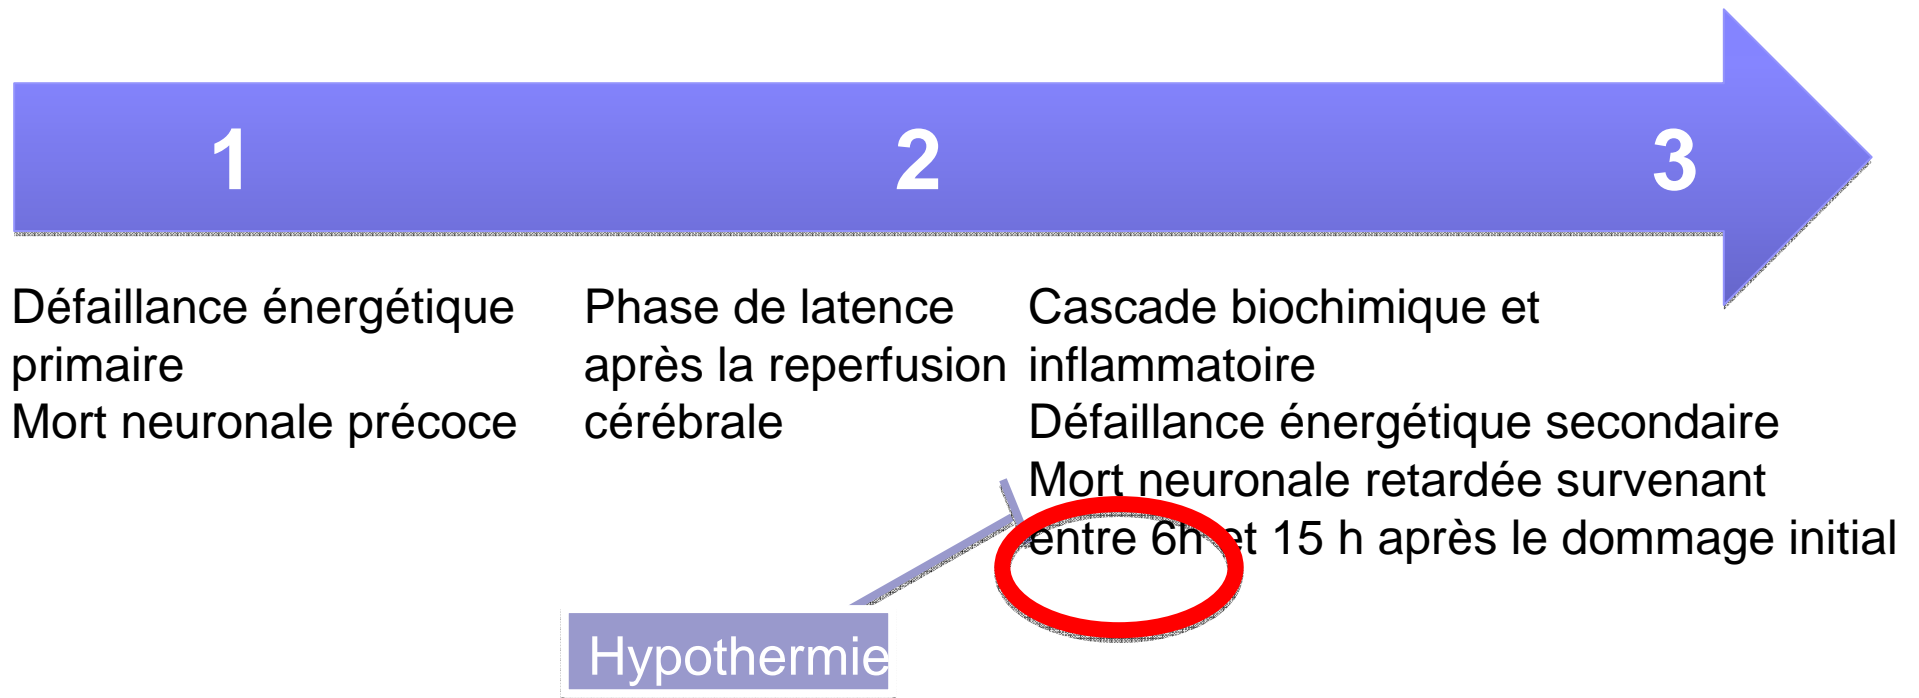 1
2
3
Défaillance énergétique
primaire
Mort neuronale précoce
Phase de latence
après la reperfusion
cérébrale
Cascade biochimique et
inflammatoire
Défaillance énergétique secondaire
Mort neuronale retardée survenant
entre 6h et 15 h après le dommage initial
Hypothermie